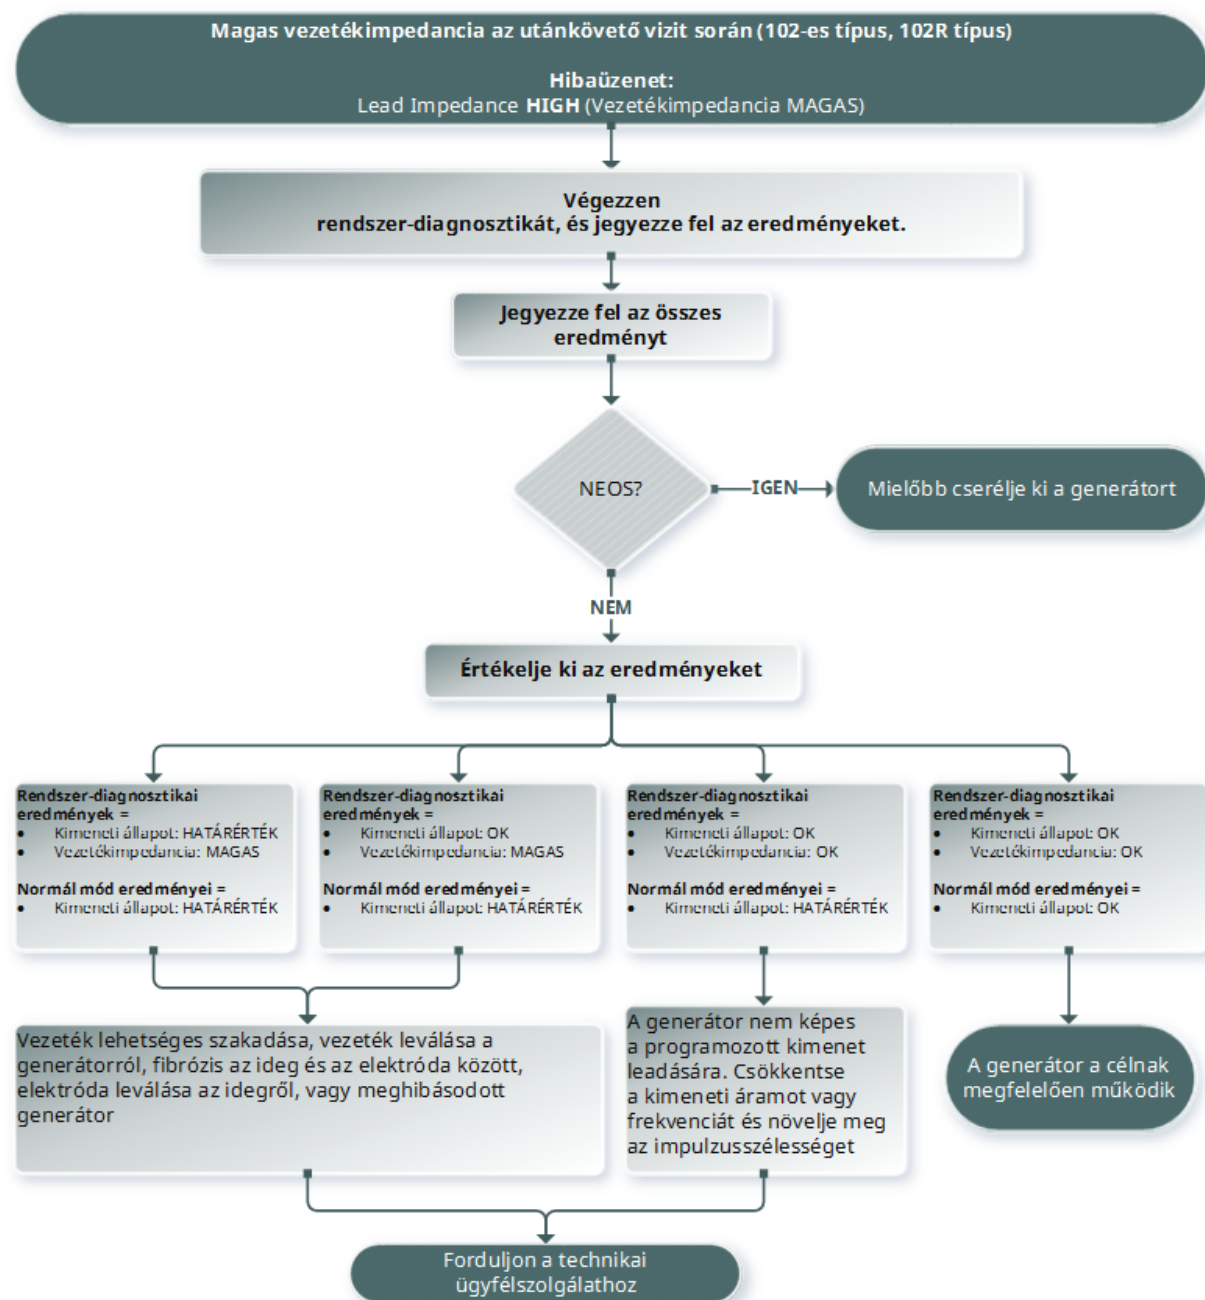 Magas vezetékimpedancia az utánkövető vizit során (102-es típus, 102R típus)
Hibaüzenet:
Lead Impedance HIGH (Vezetékimpedancia MAGAS)
Végezzen
rendszer-diagnosztikát, és jegyezze fel az eredményeket.
Jegyezze fel az összes
eredményt
NEOS?
IGEN
Mielőbb cserélje ki a generátort
NEM
Értékelje ki az eredményeket
Rendszer-diagnosztikai
eredmények =
• Kimeneti állapot: HATÁRÉRTÉK
• Vezetékimpedancia: MAGAS
Normál mód eredményei =
• Kimeneti állapot: HATÁRÉRTÉK
Rendszer-diagnosztikai
eredmények =
• Kimeneti állapot: OK
• Vezetékimpedancia: MAGAS
Normál mód eredményei =
• Kimeneti állapot: HATÁRÉRTÉK
Rendszer-diagnosztikai
eredmények =
• Kimeneti állapot: OK
• Vezetékimpedancia: OK
Normál mód eredményei =
• Kimeneti állapot: HATÁRÉRTÉK
Rendszer-diagnosztikai
eredmények =
• Kimeneti állapot: OK
• Vezetékimpedancia: OK
Normál mód eredményei =
• Kimeneti állapot: OK
Vezeték lehetséges szakadása, vezeték leválása a
generátorról, fibrózis az ideg és az elektróda között,
elektróda leválása az idegről, vagy meghibásodott
generátor
A generátor nem képes
a programozott kimenet
leadására. Csökkentse
a kimeneti áramot vagy
frekvenciát és növelje meg
az impulzusszélességet
A generátor a célnak
megfelelően működik
Forduljon a technikai
ügyfélszolgálathoz